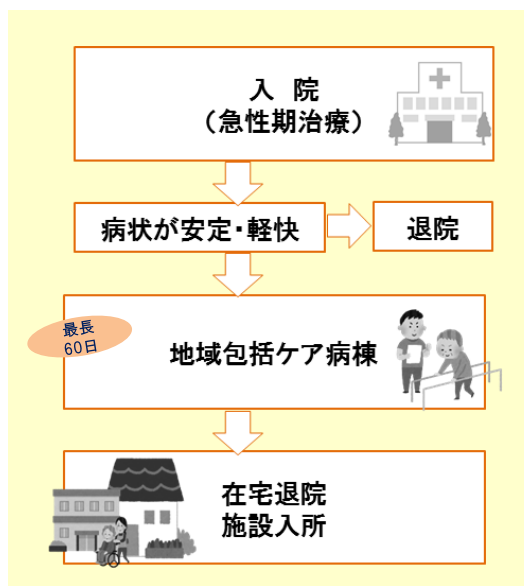 入 院
（急性期治療）
病状が安定・軽快
退院
最長
60日
地域包括ケア病棟
在宅退院
施設入所